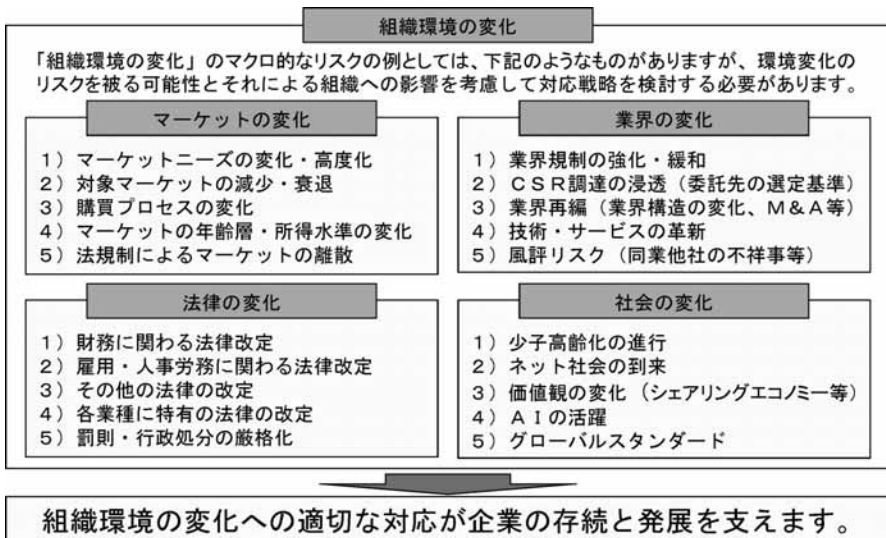 組織環境の変化
「組織環境の変化」のマクロ的なリスクの例としては、下記のようなものがありますが、環境変化の
リスクを被る可能性とそれによる組織への影響を考慮して対応戦略を検討する必要があります。
マーケットの変化
1）マーケットニーズの変化・高度化
2）対象マーケットの減少・衰退
3）購買プロセスの変化
4）マーケットの年齢層・所得水準の変化
5）法規制によるマーケットの離散
業界の変化
1）業界規制の強化・緩和
2）ＣＳＲ調達の浸透（委託先の選定基準）
3）業界再編（業界構造の変化、Ｍ＆Ａ等）
4）技術・サービスの革新
5）風評リスク（同業他社の不祥事等）
法律の変化
1）財務に関わる法律改定
2）雇用・人事労務に関わる法律改定
3）その他の法律の改定
4）各業種に特有の法律の改定
5）罰則・行政処分の厳格化
社会の変化
1）少子高齢化の進行
2）ネット社会の到来
3）価値観の変化（シェアリングエコノミー等）
4）ＡＩの活躍
5）グローバルスタンダード
組織環境の変化への適切な対応が企業の存続と発展を支えます。